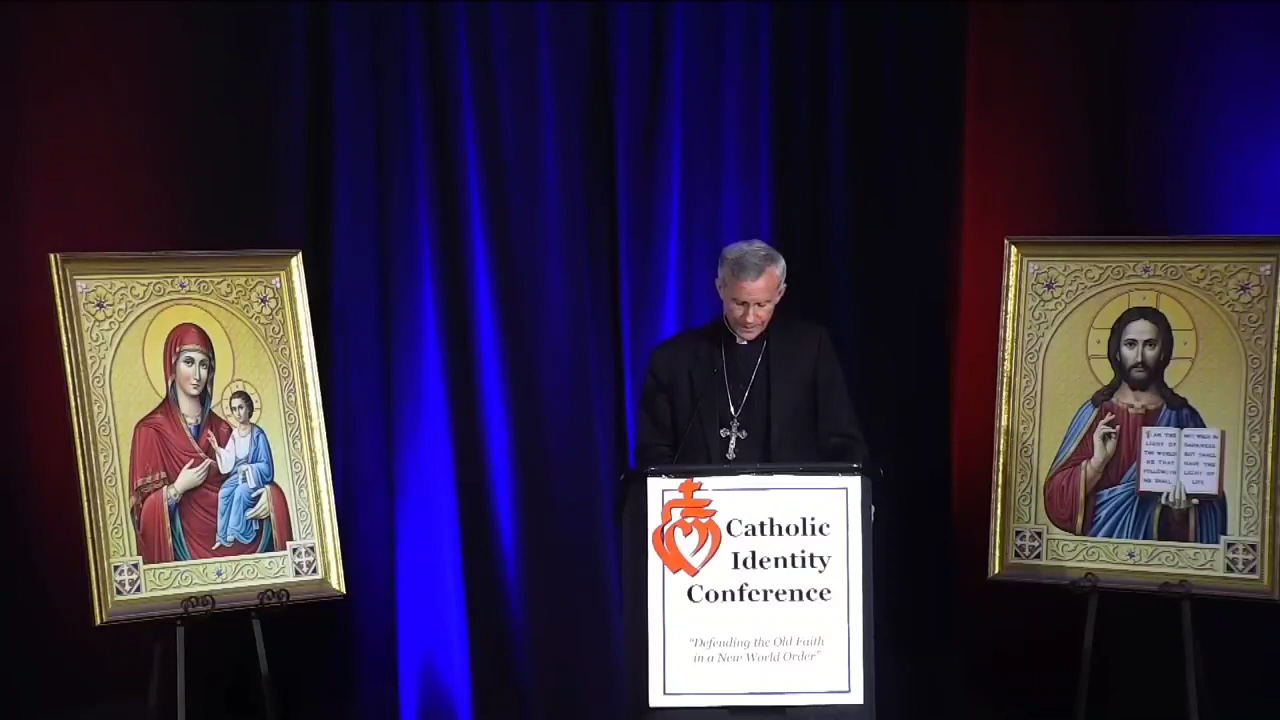 Catholic
Identity
Conference
"Defending the Old Faith
in a New World Order"
I AM THE
LIGHT OF
THE WORLD
HE THAT
FOLLOWETH
ME SHALL
NOT WALK IN
DARKNESS
BUT SHALL
HAVE THE
LIGHT OF
LIFE.